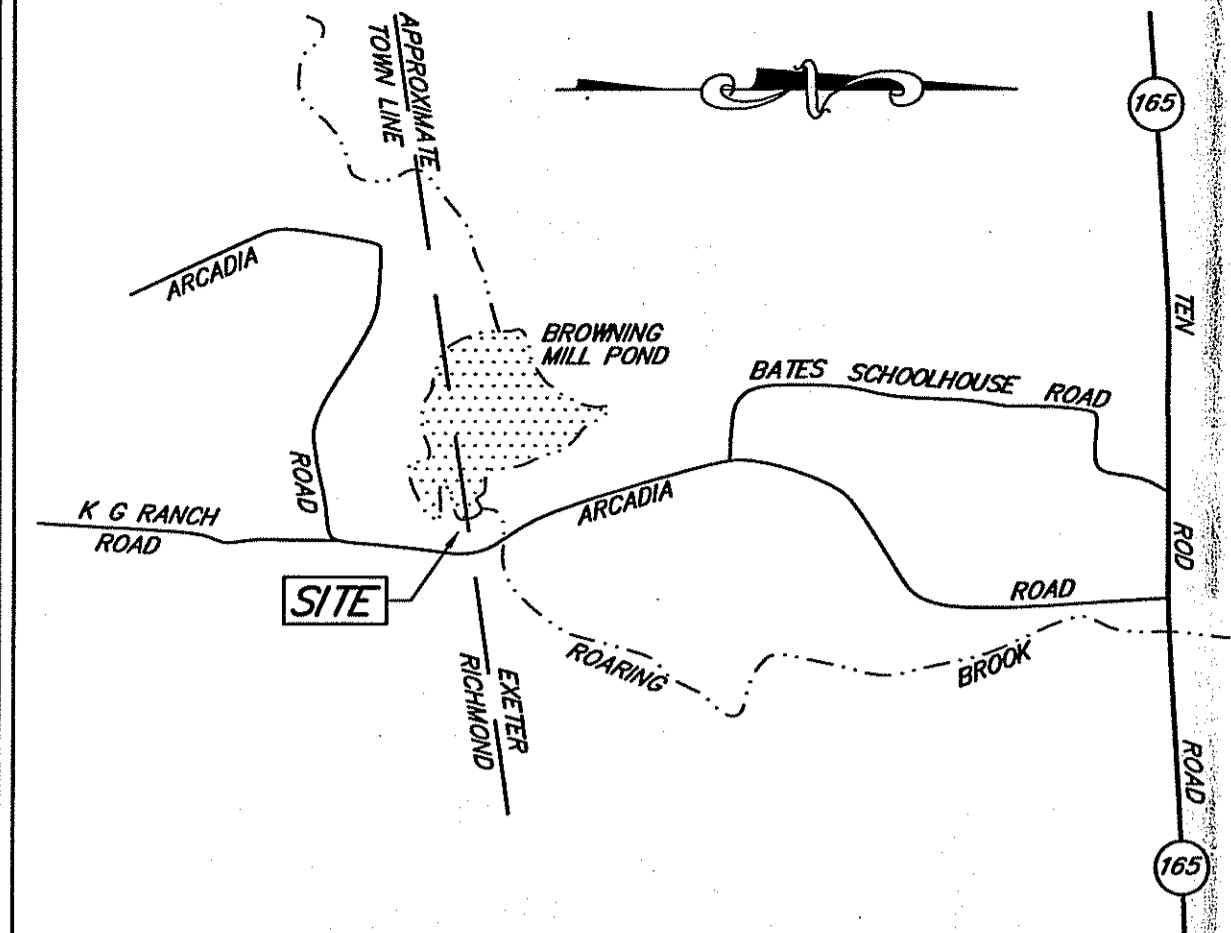 APPROXIMATE
TOWN LINE
165
ARCADIA
ROAD
BROWNING
MILL POND
BATES SCHOOLHOUSE ROAD
TEN
ROD
ROAD
165
K G RANCH
ROAD
ARCADIA
ROAD
SITE
ROARING
BROOK
EXETER
RICHMOND